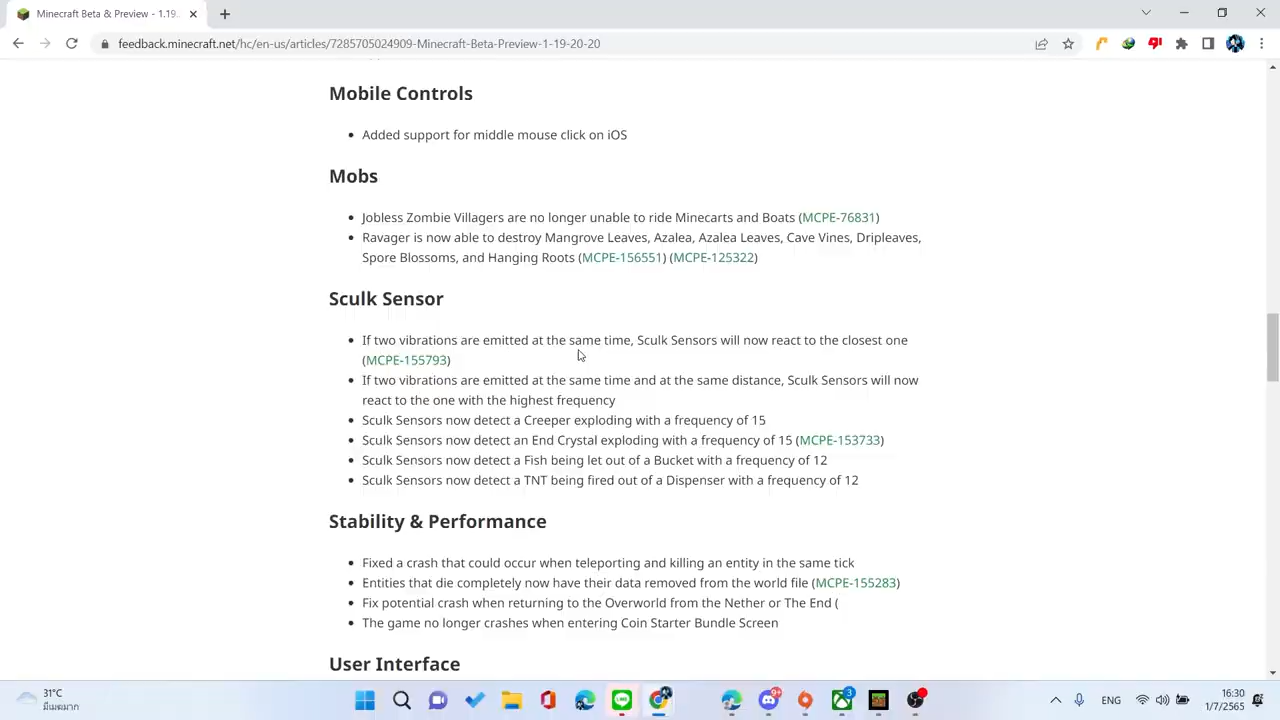 Minecraft Beta & Preview - 1.19.
feedback.minecraft.net/hc/en-us/articles/7285705024909-Minecraft-Beta-Preview-1-19-20-20
Mobile Controls
Added support for middle mouse click on iOS
Mobs
Jobless Zombie Villagers are no longer unable to ride Minecarts and Boats (MCPE-76831)
Ravager is now able to destroy Mangrove Leaves, Azalea, Azalea Leaves, Cave Vines, Dripleaves,
Spore Blossoms, and Hanging Roots (MCPE-156551) (MCPE-125322)
Sculk Sensor
If two vibrations are emitted at the same time, Sculk Sensors will now react to the closest one
(MCPE-155793)
If two vibrations are emitted at the same time and at the same distance, Sculk Sensors will now
react to the one with the highest frequency
Sculk Sensors now detect a Creeper exploding with a frequency of 15
Sculk Sensors now detect an End Crystal exploding with a frequency of 15 (MCPE-153733)
Sculk Sensors now detect a Fish being let out of a Bucket with a frequency of 12
Sculk Sensors now detect a TNT being fired out of a Dispenser with a frequency of 12
Stability & Performance
Fixed a crash that could occur when teleporting and killing an entity in the same tick
Entities that die completely now have their data removed from the world file (MCPE-155283)
Fix potential crash when returning to the Overworld from the Nether or The End (
The game no longer crashes when entering Coin Starter Bundle Screen
User Interface
31°C
มีเมฆมาก
9+
3
ENG
16:30
1/7/2565